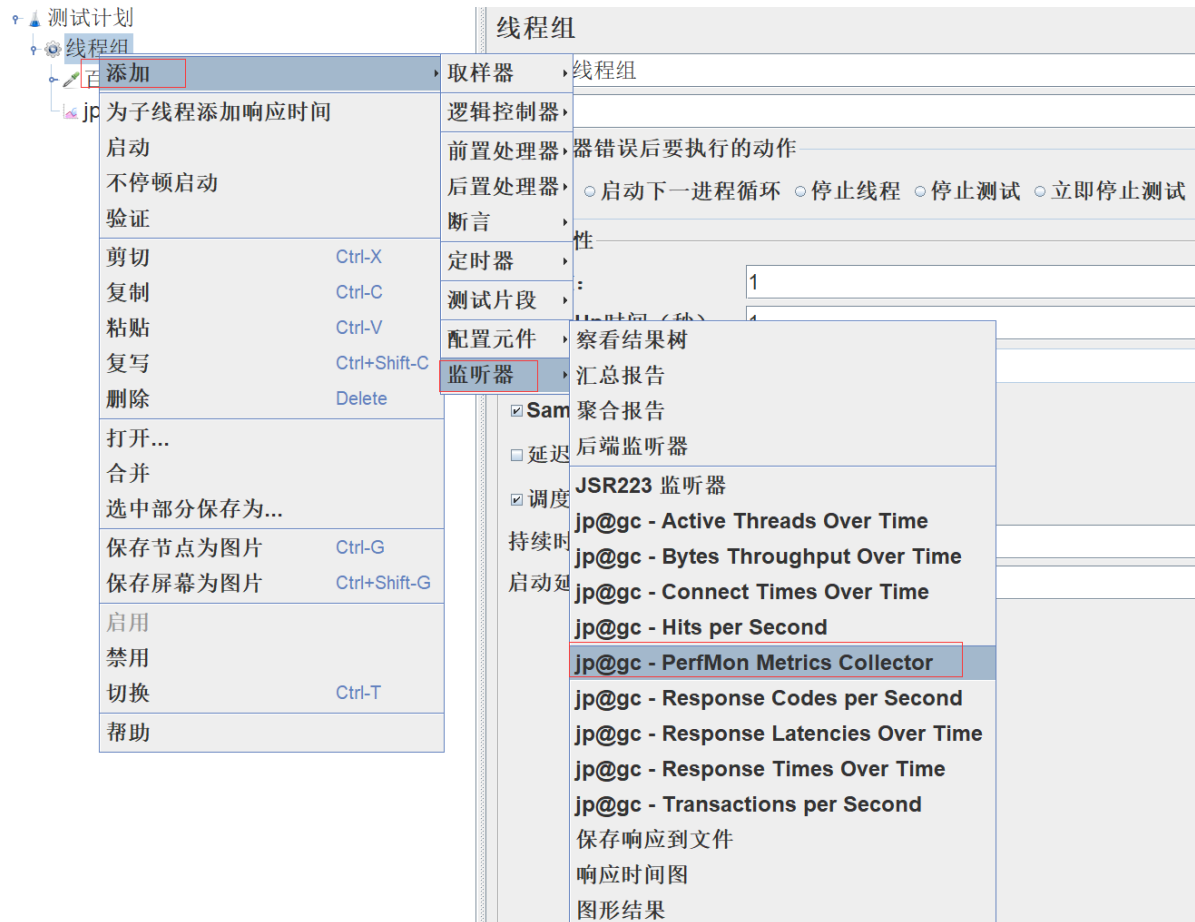 测试计划
线程组
百
jp
添加
为子线程添加响应时间
启动
不停顿启动
验证
剪切 Ctrl-X
复制 Ctrl-C
粘贴 Ctrl-V
复写 Ctrl+Shift-C
删除 Delete
打开...
合并
选中部分保存为...
保存节点为图片 Ctrl-G
保存屏幕为图片 Ctrl+Shift-G
启用
禁用
切换 Ctrl-T
帮助
取样器
逻辑控制器
前置处理器
后置处理器
断言
定时器
测试片段
配置元件
监听器
察看结果树
汇总报告
聚合报告
后端监听器
JSR223 监听器
jp@gc - Active Threads Over Time
jp@gc - Bytes Throughput Over Time
jp@gc - Connect Times Over Time
jp@gc - Hits per Second
jp@gc - PerfMon Metrics Collector
jp@gc - Response Codes per Second
jp@gc - Response Latencies Over Time
jp@gc - Response Times Over Time
jp@gc - Transactions per Second
保存响应到文件
响应时间图
图形结果
线程组
线程组
器错误后要执行的动作
启动下一进程循环 停止线程 停止测试 立即停止测试
性
: 1
Up时间（秒） 1
Sam
延迟
调度
持续时
启动延